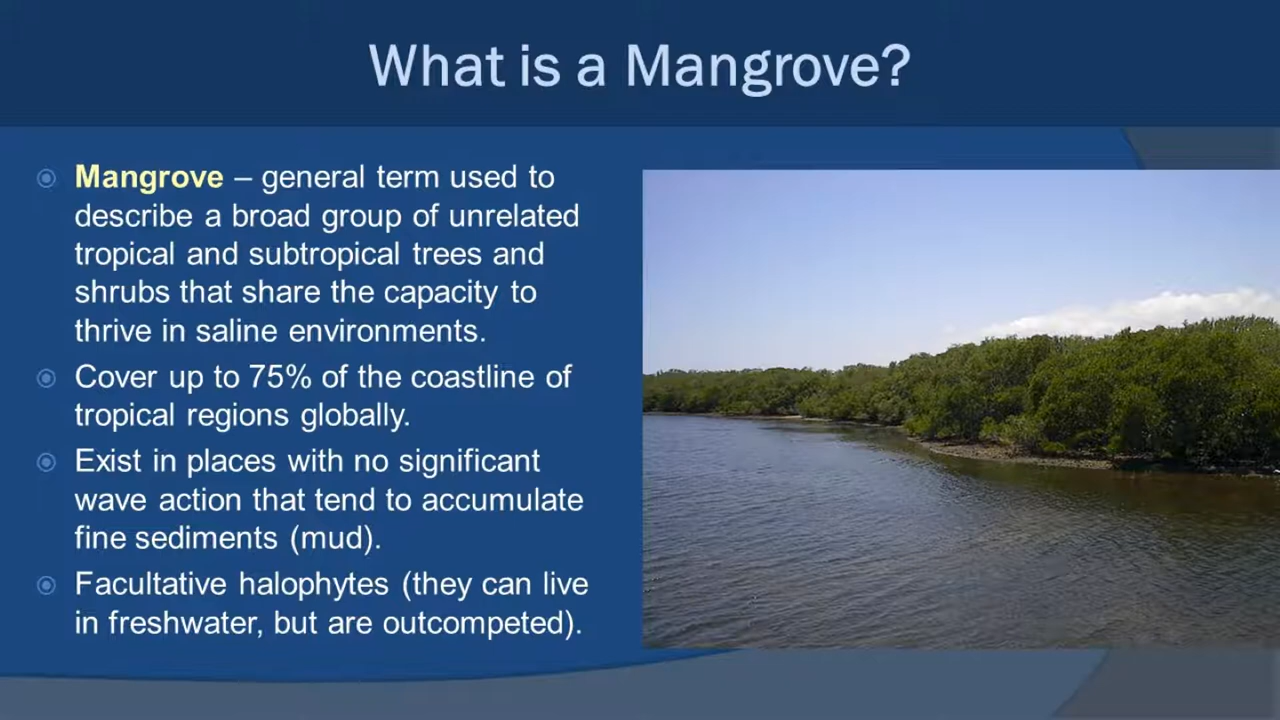 What is a Mangrove?
Mangrove – general term used to
describe a broad group of unrelated
tropical and subtropical trees and
shrubs that share the capacity to
thrive in saline environments.
Cover up to 75% of the coastline of
tropical regions globally.
Exist in places with no significant
wave action that tend to accumulate
fine sediments (mud).
Facultative halophytes (they can live
in freshwater, but are outcompeted).